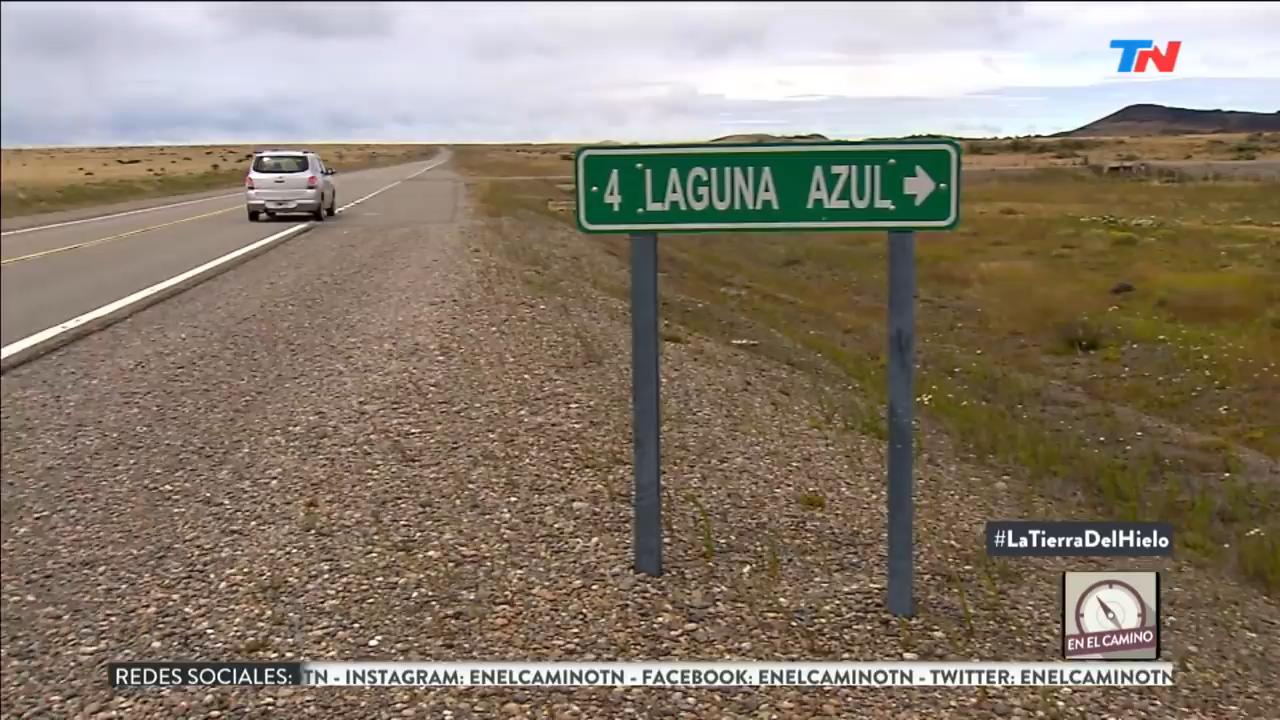 TN
4 LAGUNA AZUL
#LaTierraDelHielo
EN EL CAMINO
REDES SOCIALES: TN - INSTAGRAM: ENELCAMINOTN - FACEBOOK: ENELCAMINOTN - TWITTER: ENELCAMINOTN